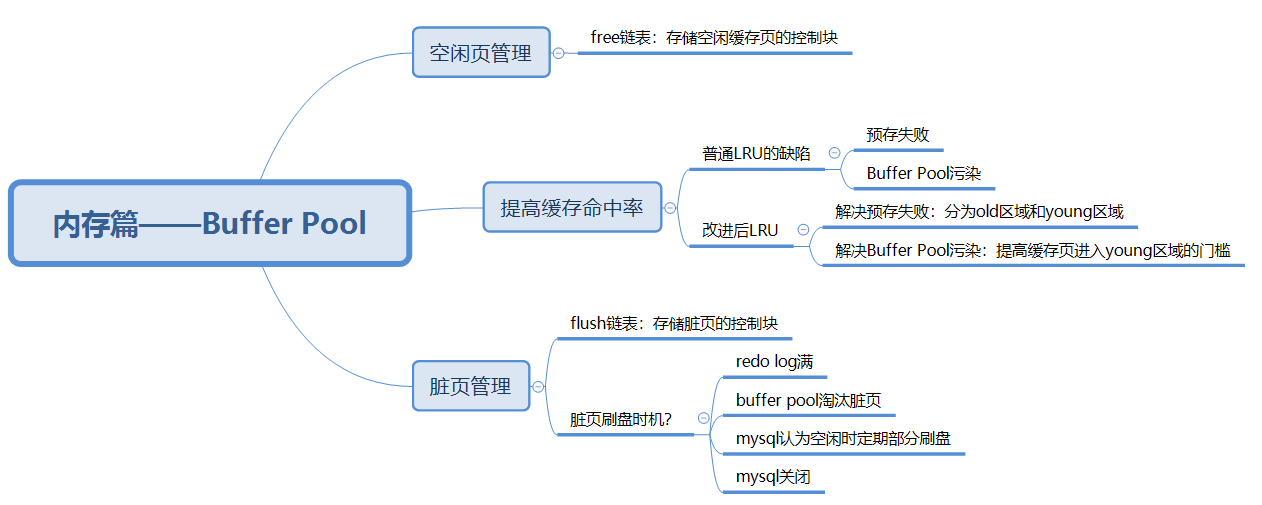 内存篇——Buffer Pool
空闲页管理
free链表：存储空闲缓存页的控制块
提高缓存命中率
普通LRU的缺陷
预存失败
Buffer Pool污染
改进后LRU
解决预存失败：分为old区域和young区域
解决Buffer Pool污染：提高缓存页进入young区域的门槛
脏页管理
flush链表：存储脏页的控制块
脏页刷盘时机？
redo log满
buffer pool淘汰脏页
mysql认为空闲时定期部分刷盘
mysql关闭